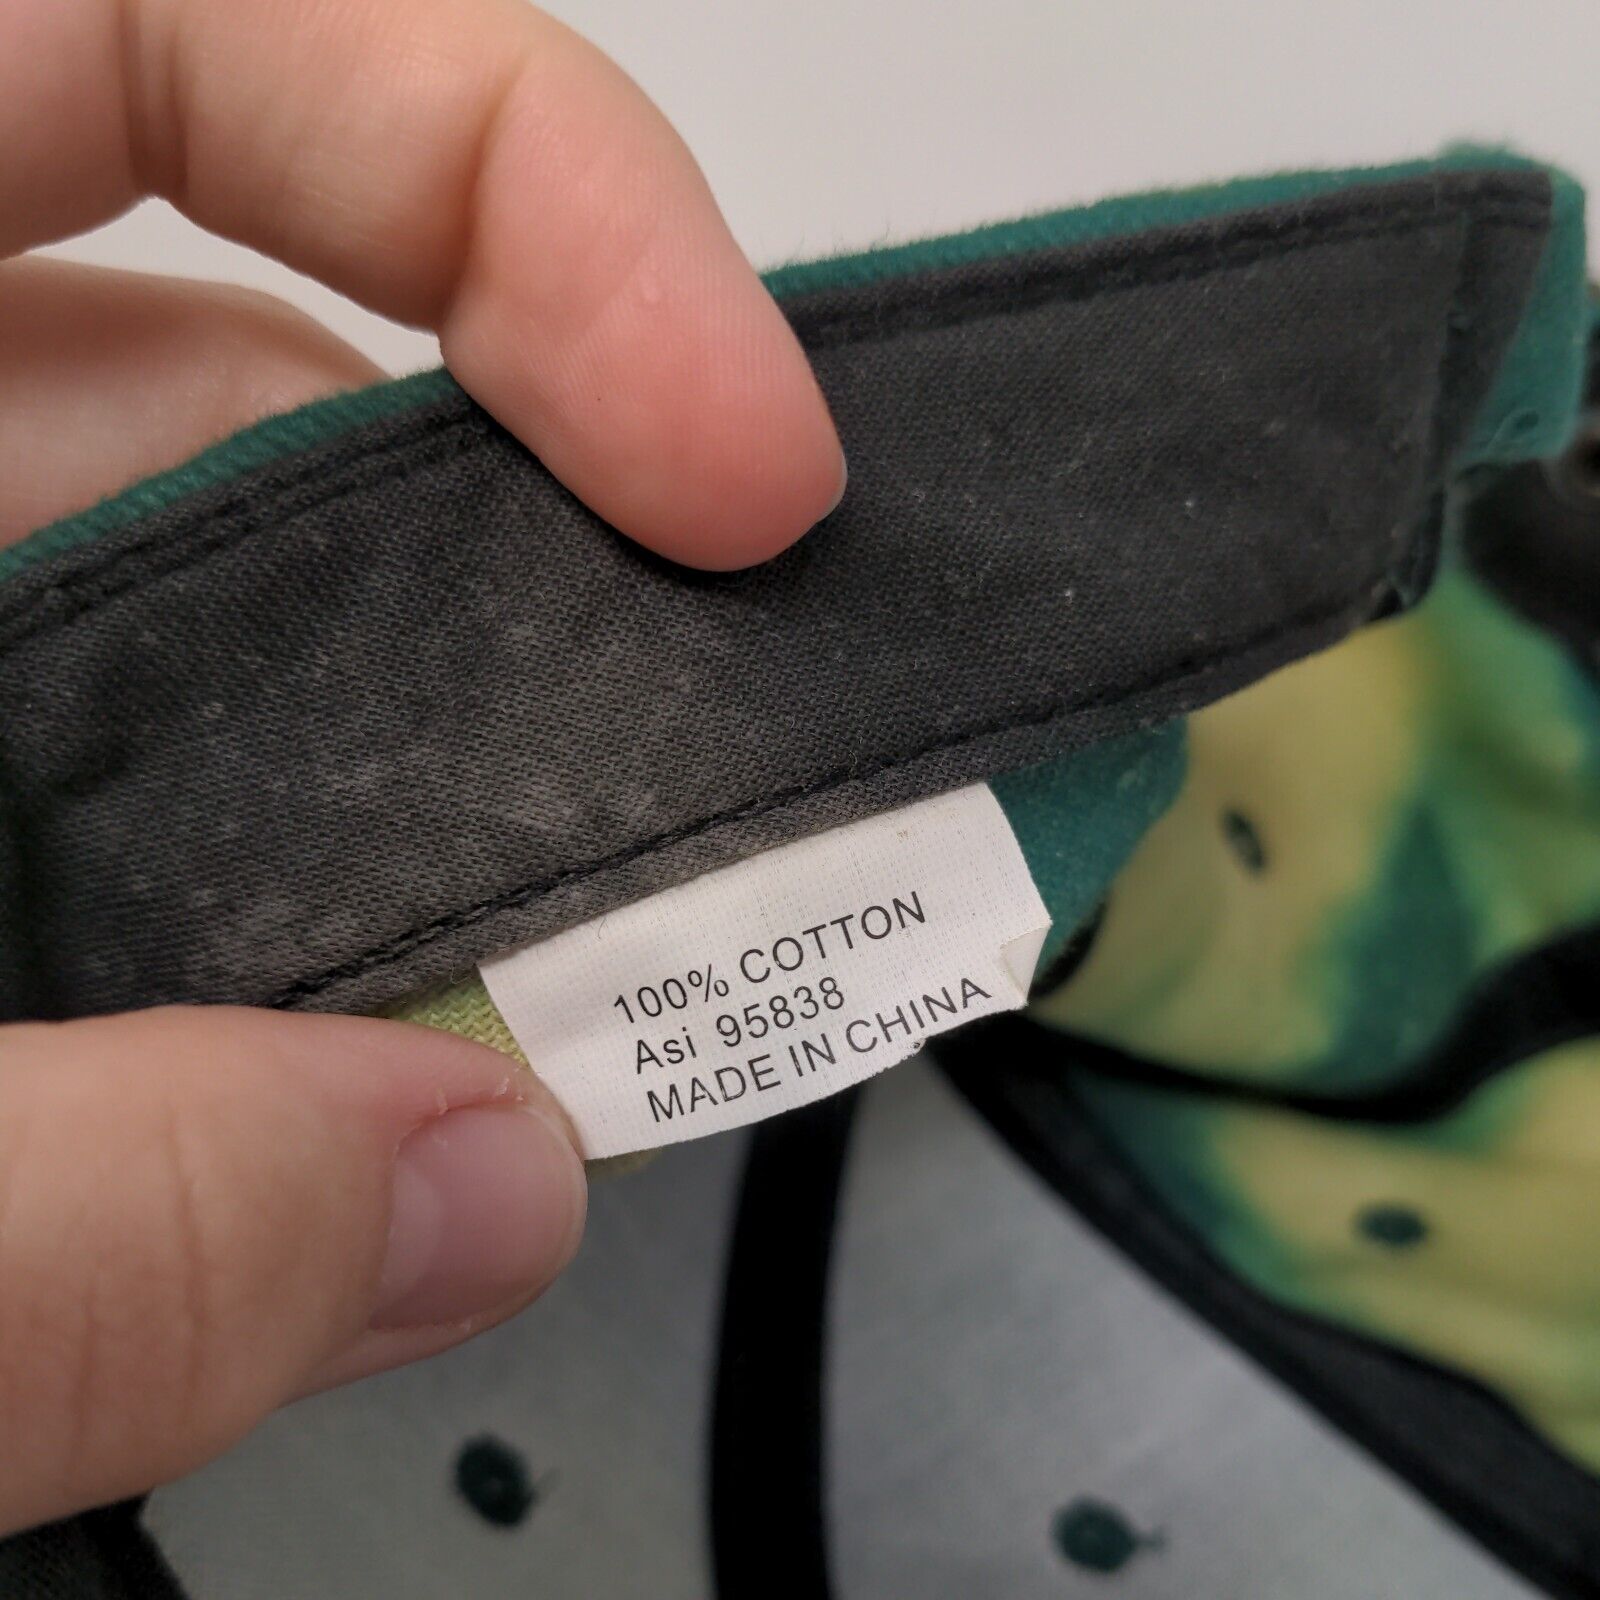 100% COTTON
Asi 95838
MADE IN CHINA